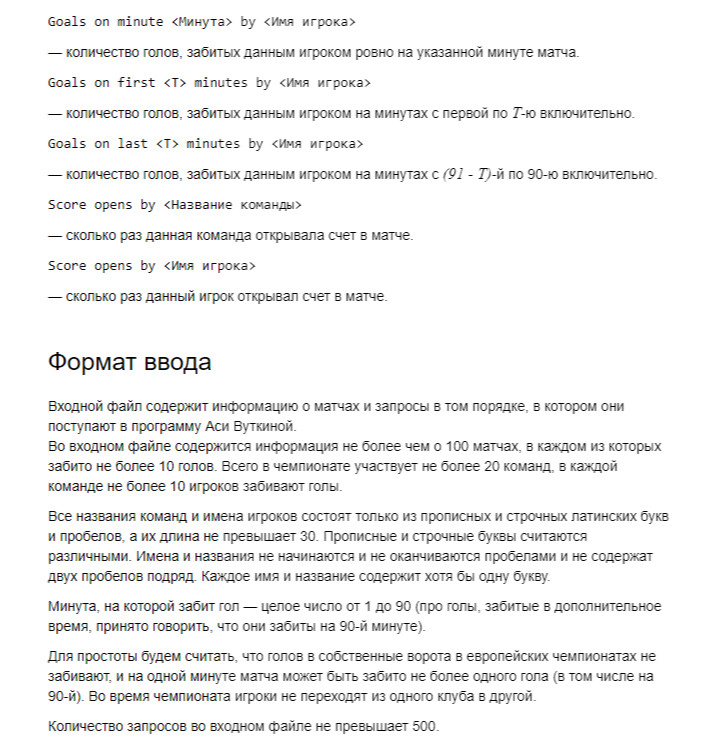 Goals on minute <Минута> by <Имя игрока>
— количество голов, забитых данным игроком ровно на указанной минуте матча.
Goals on first <T> minutes by <Имя игрока>
— количество голов, забитых данным игроком на минутах с первой по T-ю включительно.
Goals on last <T> minutes by <Имя игрока>
— количество голов, забитых данным игроком на минутах с (91 - T)-й по 90-ю включительно.
Score opens by <Название команды>
— сколько раз данная команда открывала счет в матче.
Score opens by <Имя игрока>
— сколько раз данный игрок открывал счет в матче.
Формат ввода
Входной файл содержит информацию о матчах и запросы в том порядке, в котором они
поступают в программу Аси Вуткиной.
Во входном файле содержится информация не более чем о 100 матчах, в каждом из которых
забито не более 10 голов. Всего в чемпионате участвует не более 20 команд, в каждой
команде не более 10 игроков забивают голы.
Все названия команд и имена игроков состоят только из прописных и строчных латинских букв
и пробелов, а их длина не превышает 30. Прописные и строчные буквы считаются
различными. Имена и названия не начинаются и не оканчиваются пробелами и не содержат
двух пробелов подряд. Каждое имя и название содержит хотя бы одну букву.
Минута, на которой забит гол — целое число от 1 до 90 (про голы, забитые в дополнительное
время, принято говорить, что они забиты на 90-й минуте).
Для простоты будем считать, что голов в собственные ворота в европейских чемпионатах не
забивают, и на одной минуте матча может быть забито не более одного гола (в том числе на
90-й). Во время чемпионата игроки не переходят из одного клуба в другой.
Количество запросов во входном файле не превышает 500.